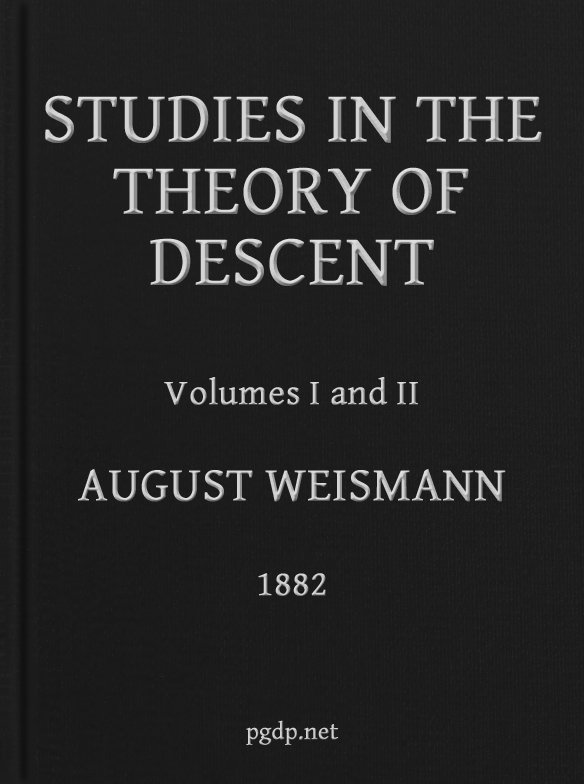 STUDIES IN THE
THEORY OF
DESCENT
Volumes I and II
AUGUST WEISMANN
1882
pgdp.net